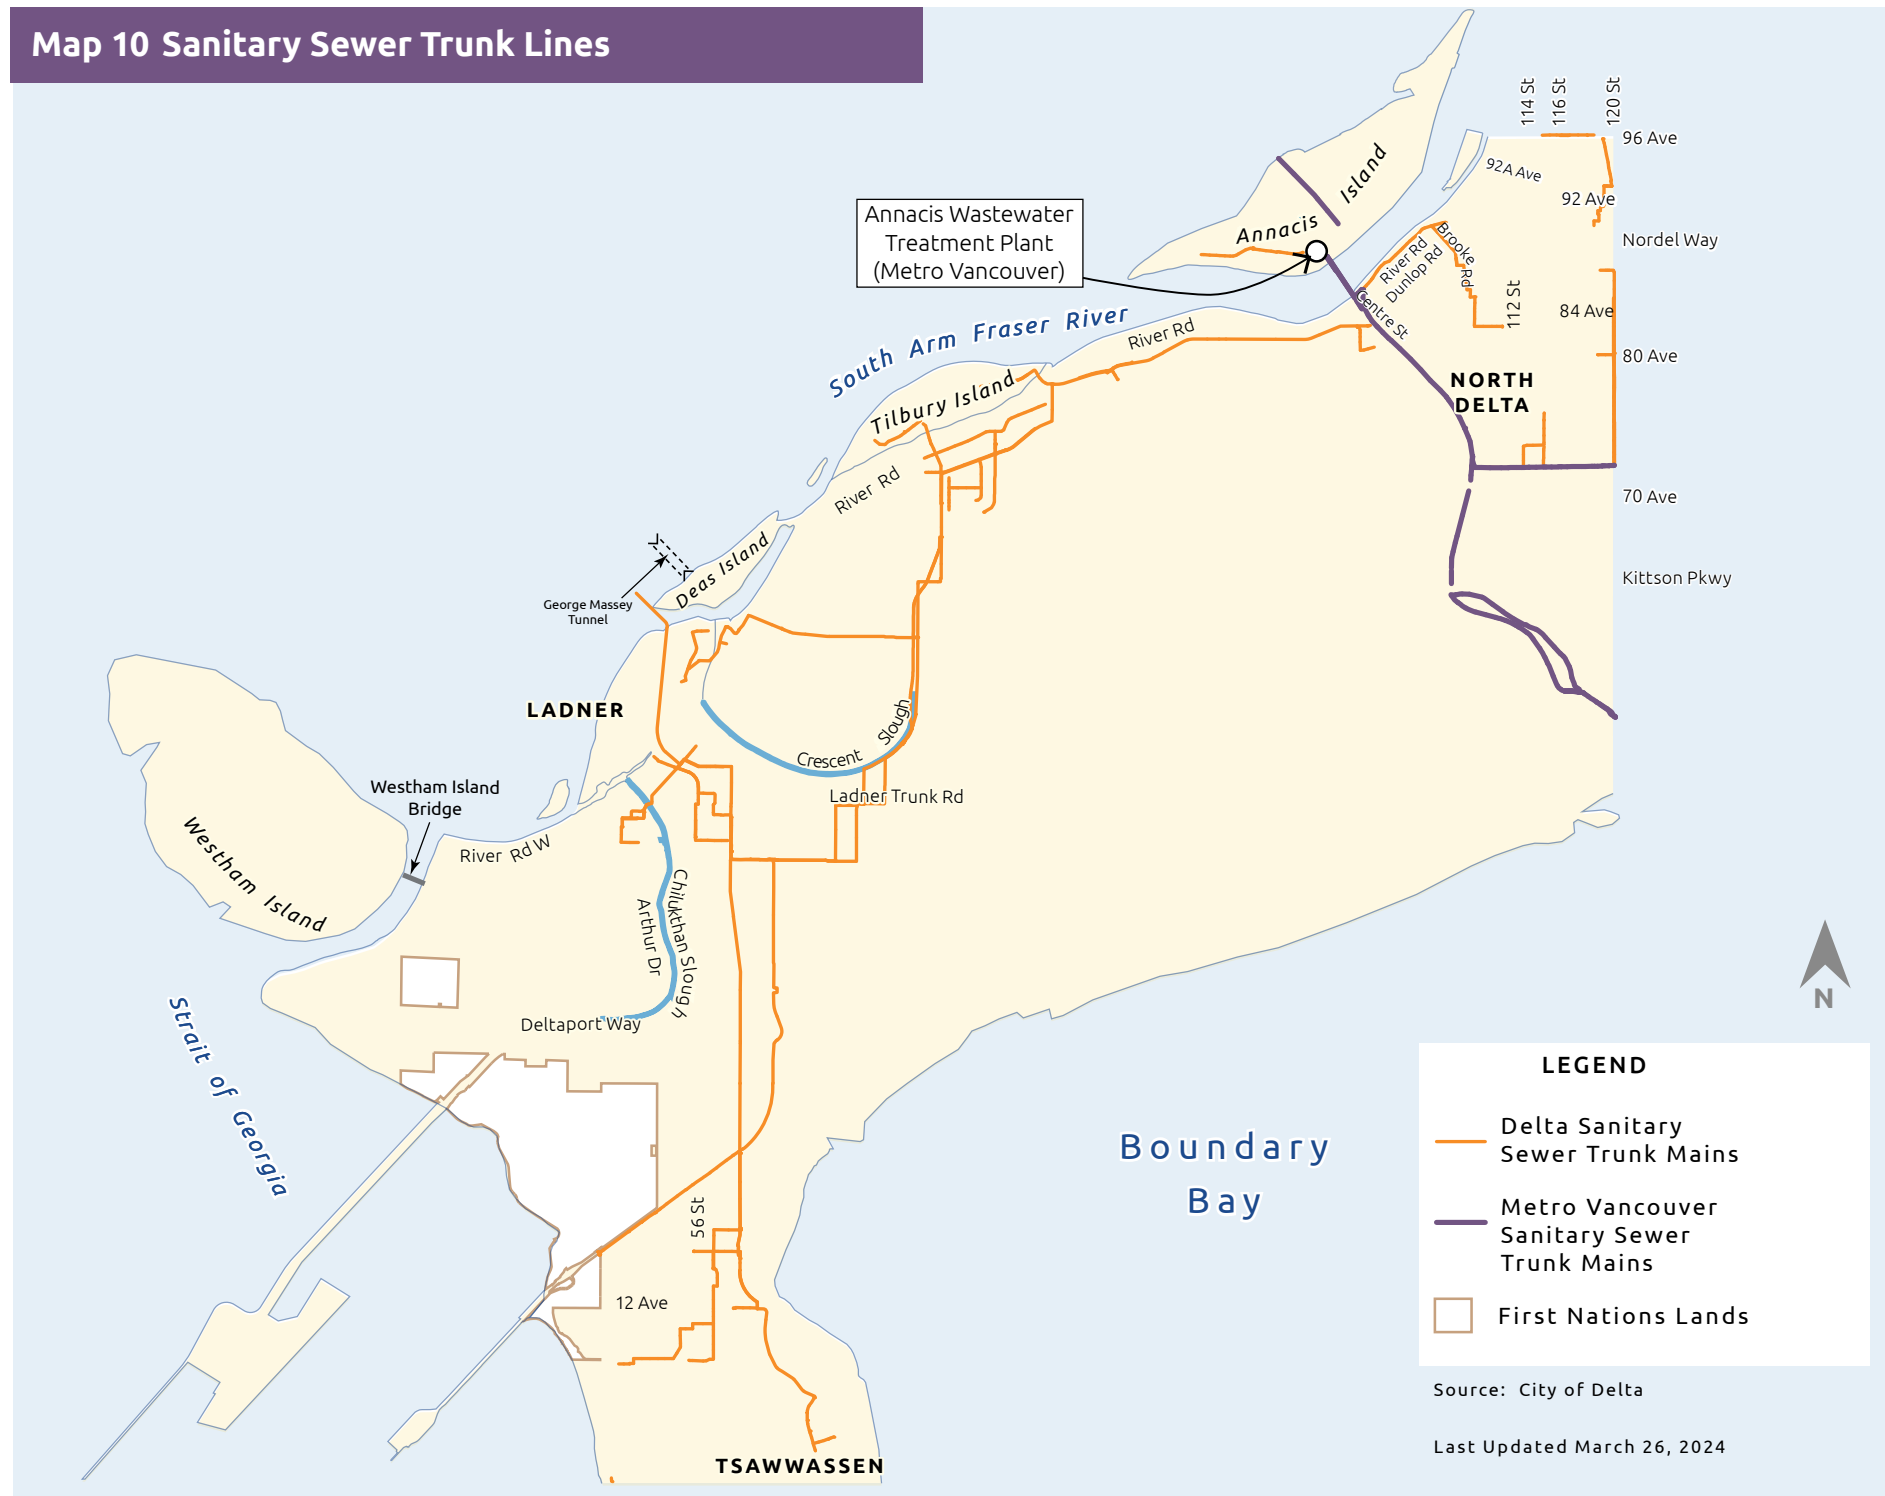 Map 10 Sanitary Sewer Trunk Lines
114 St
116 St
120 St
96 Ave
92A Ave
92 Ave
Nordel Way
Annacis Island
Annacis Wastewater
Treatment Plant
(Metro Vancouver)
River Rd
Dunlop Rd
Brooke Rd
112 St
84 Ave
Centre St
80 Ave
South Arm Fraser River
River Rd
NORTH
DELTA
Tilbury Island
River Rd
70 Ave
Kittson Pkwy
Deas Island
George Massey
Tunnel
LADNER
Crescent Slough
Ladner Trunk Rd
Westham Island
Bridge
River Rd W
Westham Island
Chilukthan Slough
Arthur Dr
Deltaport Way
Strait of Georgia
Boundary
Bay
56 St
12 Ave
TSAWWASSEN
N
LEGEND
Delta Sanitary
Sewer Trunk Mains
Metro Vancouver
Sanitary Sewer
Trunk Mains
First Nations Lands
Source: City of Delta
Last Updated March 26, 2024